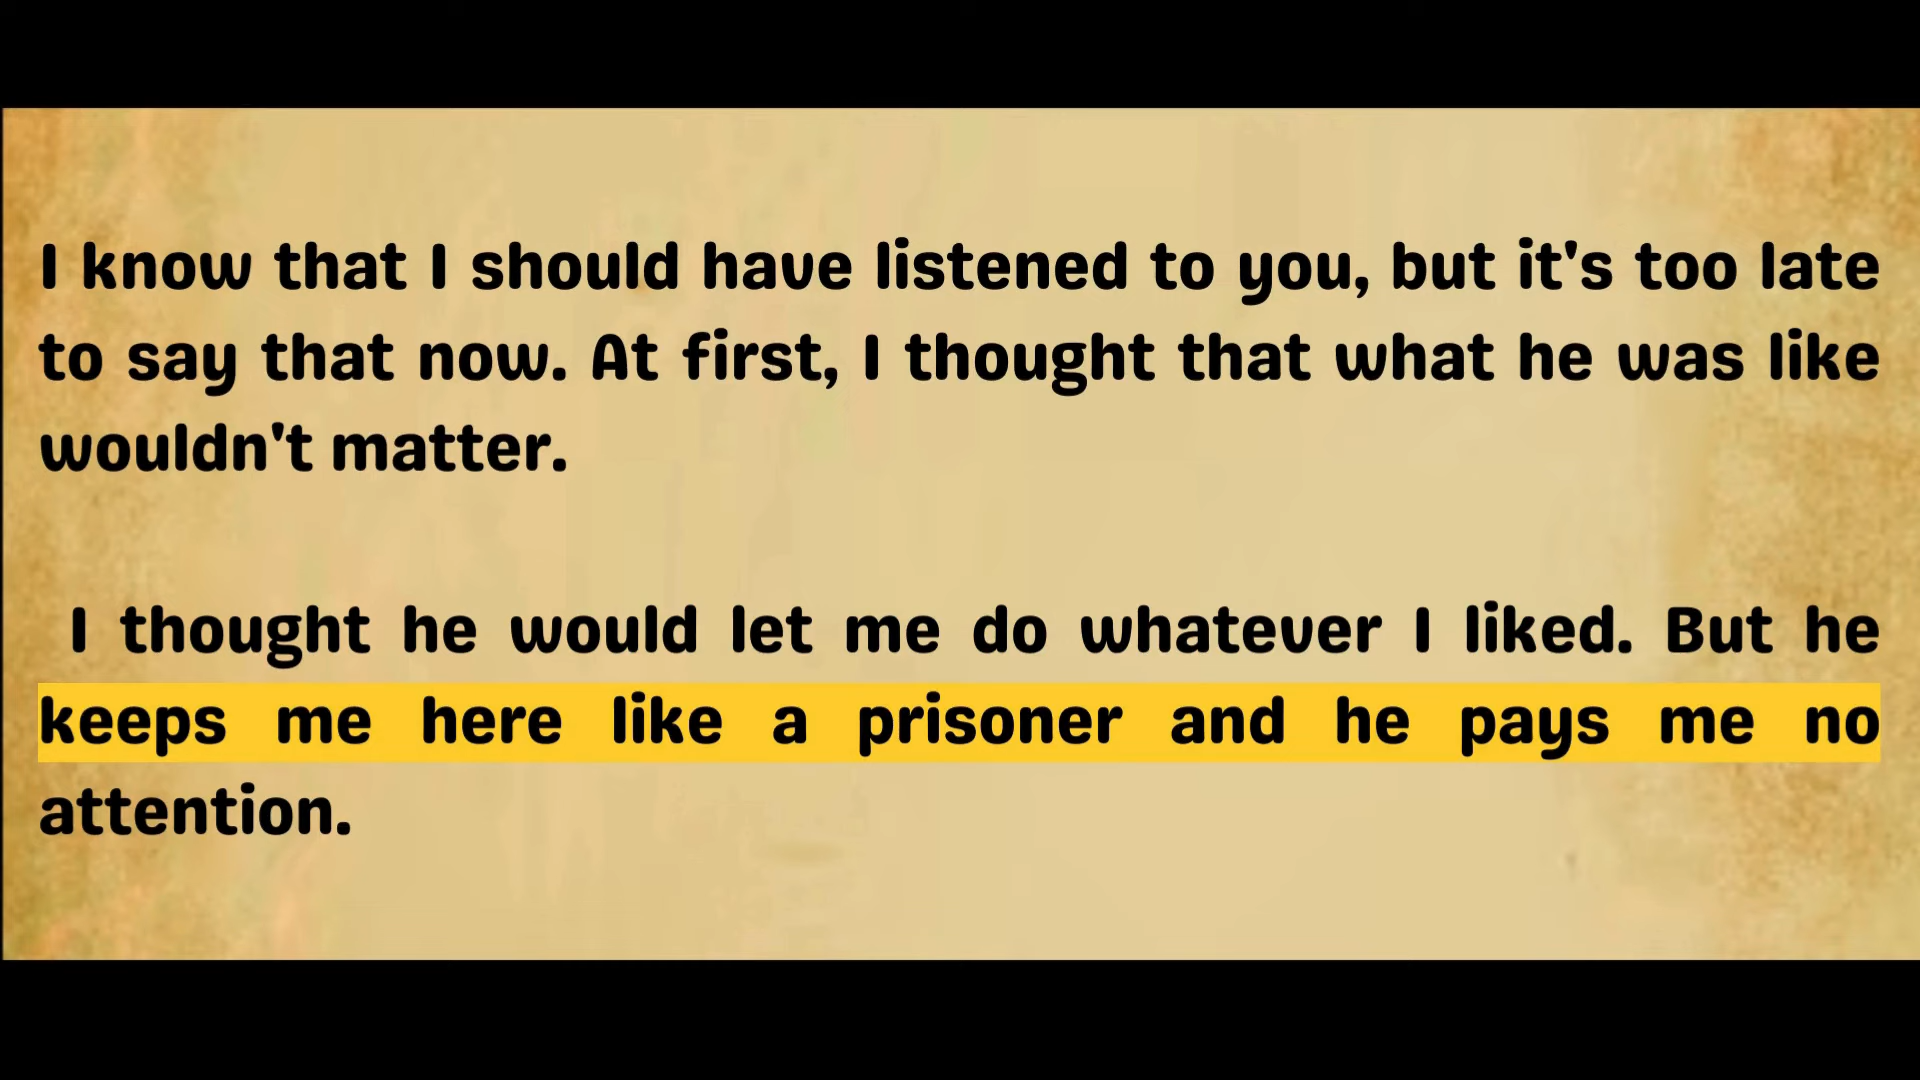 I know that I should have listened to you, but it's too late
to say that now. At first, I thought that what he was like
wouldn't matter.
I thought he would let me do whatever I liked. But he
keeps me here like a prisoner and he pays me no
attention.